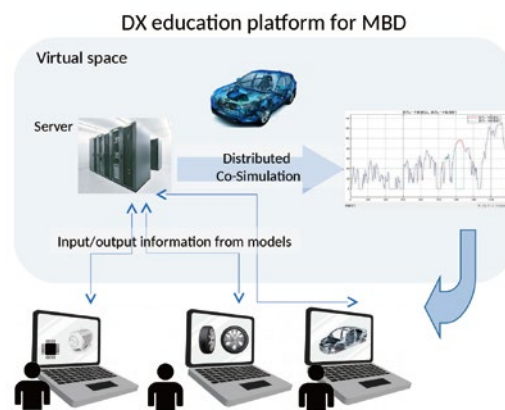 DX education platform for MBD
Virtual space
Server
Distributed
Co-Simulation
Input/output information from models